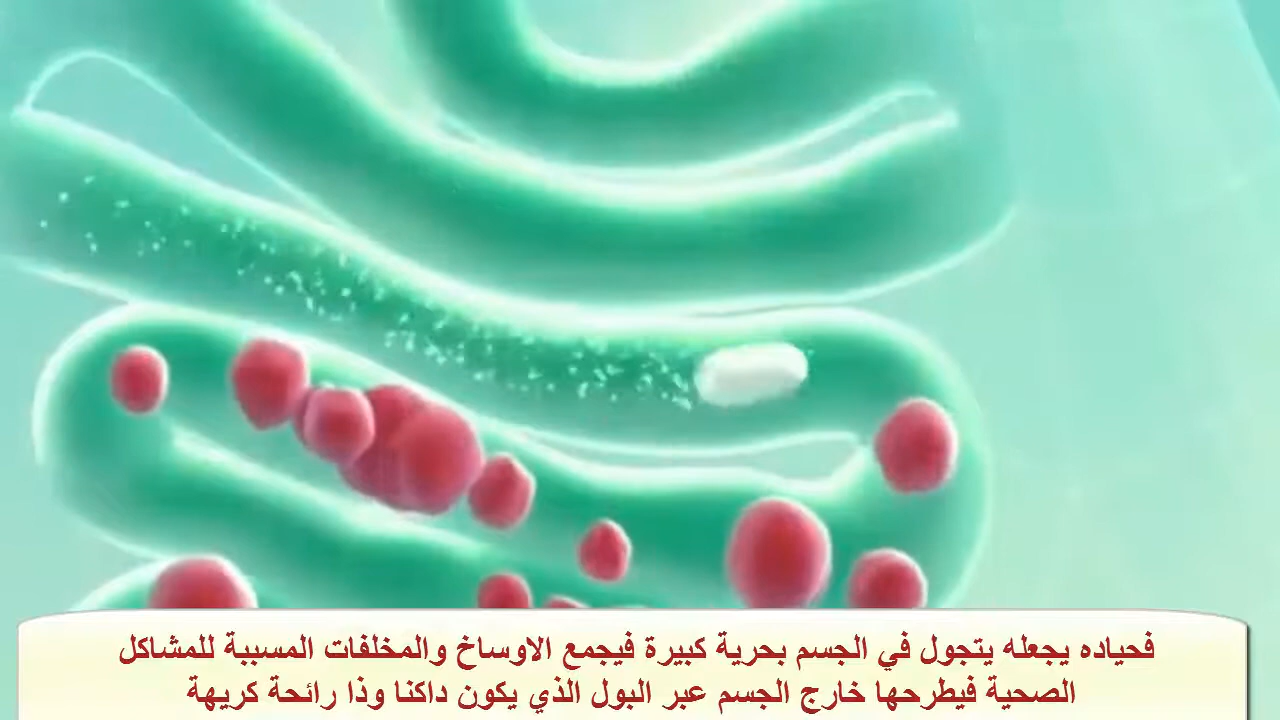 فحياده يجعله يتجول في الجسم بحرية كبيرة فيجمع الاوساخ والمخلفات المسببة للمشاكل
الصحية فيطرحها خارج الجسم عبر البول الذي يكون داكنا وذا رائحة كريهة